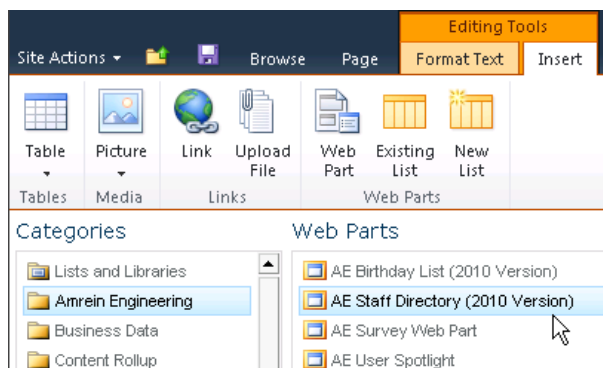 Editing Tools
Site Actions Browse Page Format Text Insert
Table Picture Link Upload File Web Part Existing List New List
Tables Media Links Web Parts
Categories Web Parts
Lists and Libraries AE Birthday List (2010 Version)
Amrein Engineering AE Staff Directory (2010 Version)
Business Data AE Survey Web Part
Content Rollup AE User Spotlight